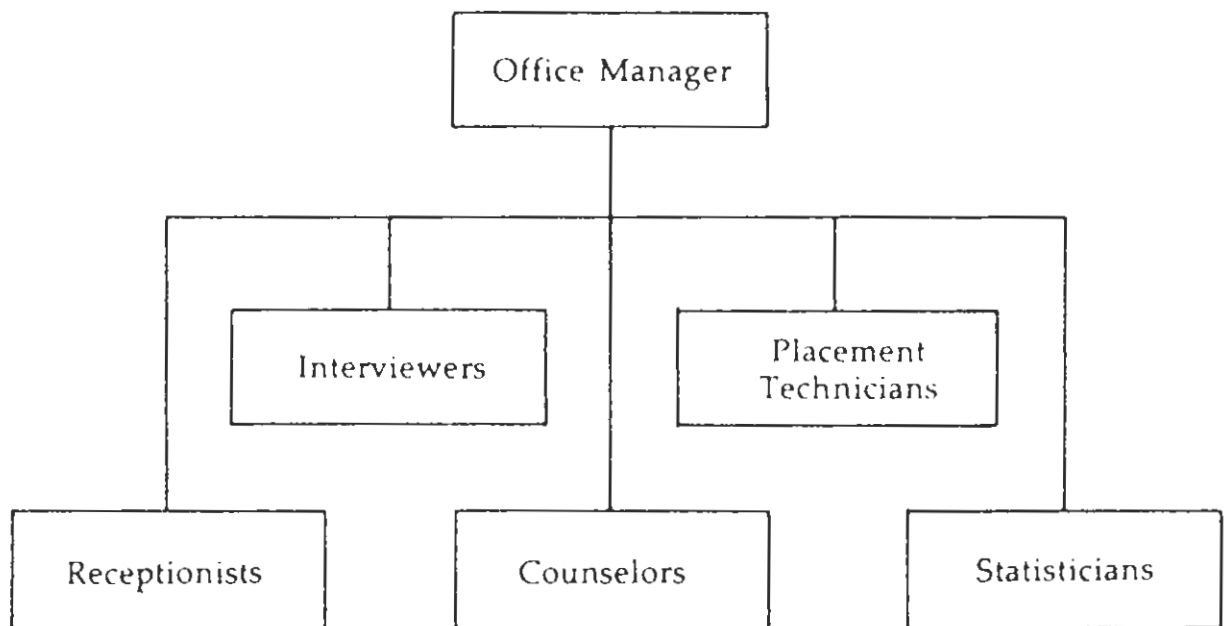 Office Manager
Interviewers
Placement
Technicians
Receptionists
Counselors
Statisticians